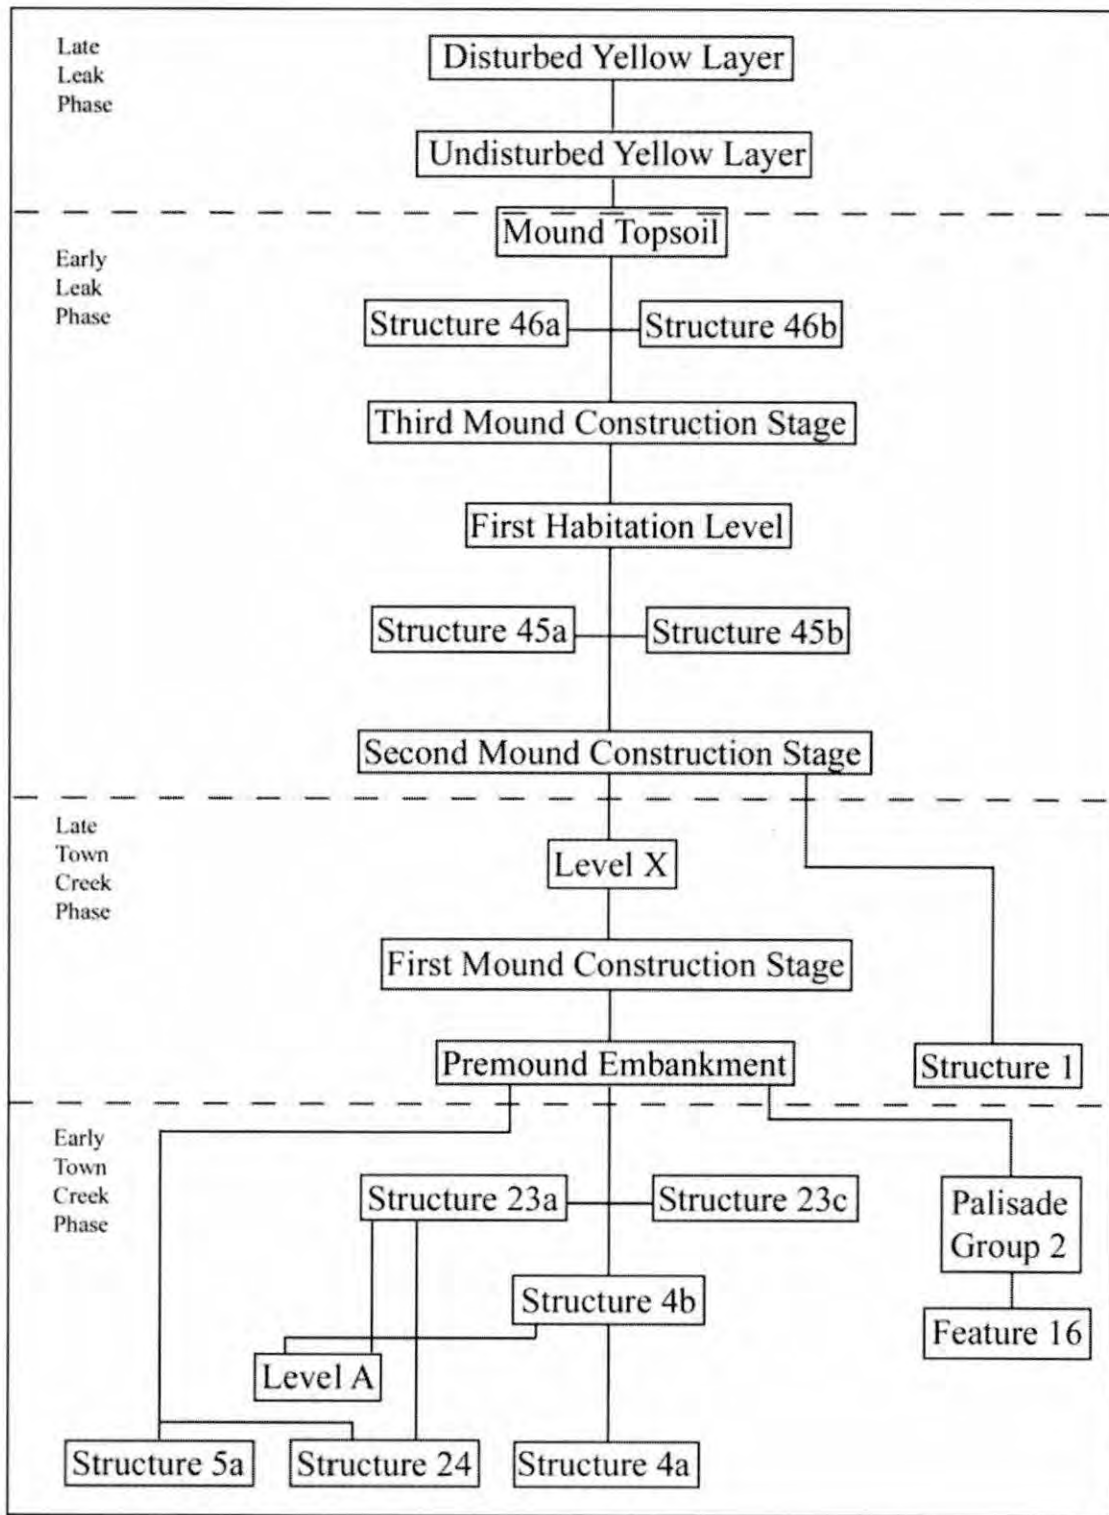 Late
Leak
Phase
Disturbed Yellow Layer
Undisturbed Yellow Layer
Mound Topsoil
Early
Leak
Phase
Structure 46a
Structure 46b
Third Mound Construction Stage
First Habitation Level
Structure 45a
Structure 45b
Second Mound Construction Stage
Late
Town
Creek
Phase
Level X
First Mound Construction Stage
Premound Embankment
Structure 1
Early
Town
Creek
Phase
Structure 23a
Structure 23c
Palisade
Group 2
Structure 4b
Feature 16
Level A
Structure 5a
Structure 24
Structure 4a